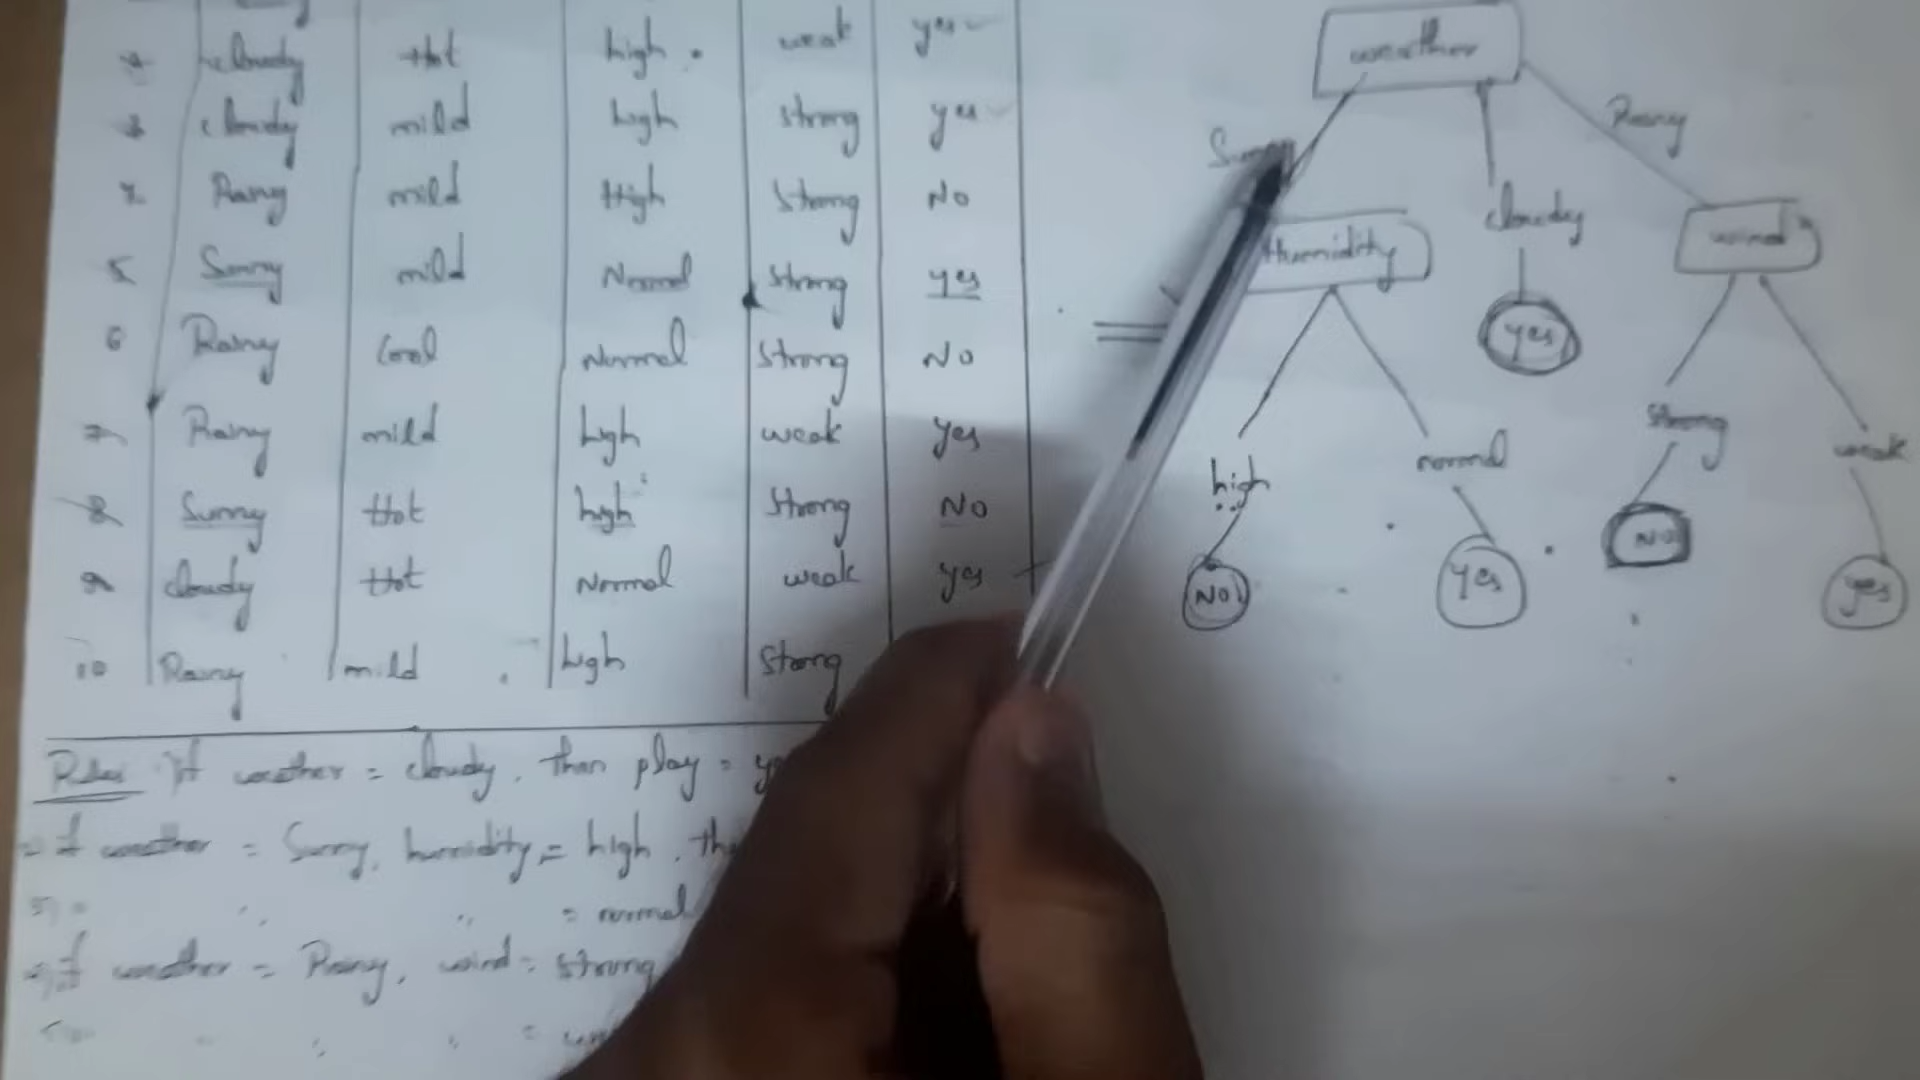 cloudy Hot high weak yes
3 cloudy mild high strong yes
Rainy mild High Strong No
5 Sunny mild Normal Strong yes
6 Rainy Cool Normal Strong No
7 Rainy mild high weak yes
8 Sunny Hot high Strong No
9 cloudy Hot Normal weak yes
10 Rainy mild high Strong
Rules If weather = cloudy, than play =
=> If weather = Sunny, humidity = high,
= normal
=> If weather = Rainy, wind = strong
weather
Sunny
cloudy
Rainy
Humidity
wind
yes
high
normal
strong
weak
NO
yes
NO
yes